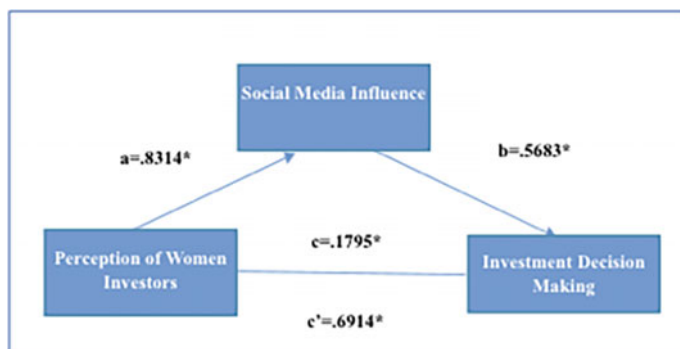 Social Media Influence
a=.8314*
b=.5683*
Perception of Women
Investors
c=.1795*
c'=.6914*
Investment Decision
Making